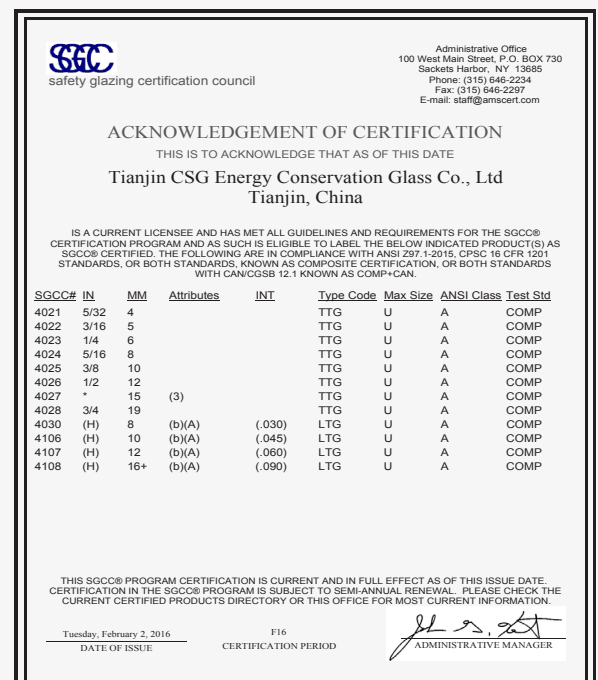 SGCC
safety glazing certification council
Administrative Office
100 West Main Street, P.O. BOX 730
Sackets Harbor, NY 13685
Phone: (315) 646-2234
Fax: (315) 646-2297
E-mail: staff@amscert.com
ACKNOWLEDGEMENT OF CERTIFICATION
THIS IS TO ACKNOWLEDGE THAT AS OF THIS DATE
Tianjin CSG Energy Conservation Glass Co., Ltd
Tianjin, China
IS A CURRENT LICENSEE AND HAS MET ALL GUIDELINES AND REQUIREMENTS FOR THE SGCC®
CERTIFICATION PROGRAM AND AS SUCH IS ELIGIBLE TO LABEL THE BELOW INDICATED PRODUCT(S) AS
SGCC® CERTIFIED. THE FOLLOWING ARE IN COMPLIANCE WITH ANSI Z97.1-2015, CPSC 16 CFR 1201
STANDARDS, OR BOTH STANDARDS, KNOWN AS COMPOSITE CERTIFICATION, OR BOTH STANDARDS
WITH CAN/CGSB 12.1 KNOWN AS COMP+CAN.
SGCC# IN MM Attributes INT Type Code Max Size ANSI Class Test Std
4021 5/32 4 TTG U A COMP
4022 3/16 5 TTG U A COMP
4023 1/4 6 TTG U A COMP
4024 5/16 8 TTG U A COMP
4025 3/8 10 TTG U A COMP
4026 1/2 12 TTG U A COMP
4027 * 15 (3) TTG U A COMP
4028 3/4 19 TTG U A COMP
4030 (H) 8 (b)(A) (.030) LTG U A COMP
4106 (H) 10 (b)(A) (.045) LTG U A COMP
4107 (H) 12 (b)(A) (.060) LTG U A COMP
4108 (H) 16+ (b)(A) (.090) LTG U A COMP
THIS SGCC® PROGRAM CERTIFICATION IS CURRENT AND IN FULL EFFECT AS OF THIS ISSUE DATE.
CERTIFICATION IN THE SGCC® PROGRAM IS SUBJECT TO SEMI-ANNUAL RENEWAL. PLEASE CHECK THE
CURRENT CERTIFIED PRODUCTS DIRECTORY OR THIS OFFICE FOR MOST CURRENT INFORMATION.
Tuesday, February 2, 2016
DATE OF ISSUE
F16
CERTIFICATION PERIOD
ADMINISTRATIVE MANAGER